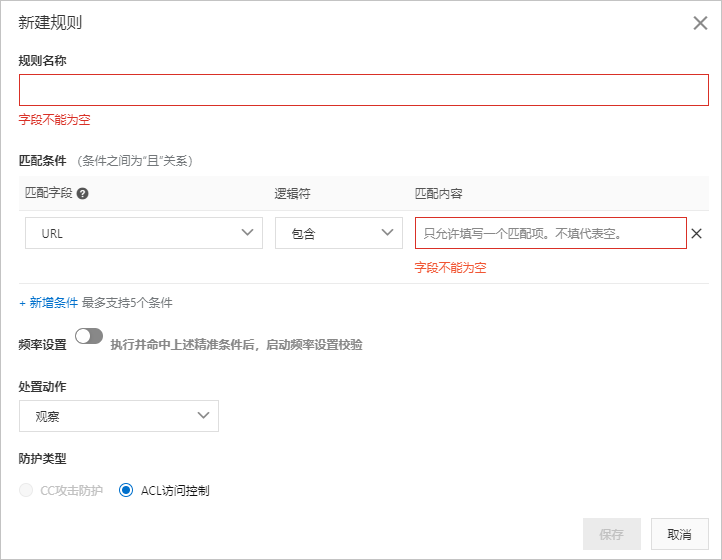 新建规则
规则名称
字段不能为空
匹配条件 （条件之间为"且"关系）
匹配字段 ? 逻辑符 匹配内容
URL 包含 只允许填写一个匹配项。不填代表空。
字段不能为空
+ 新增条件 最多支持5个条件
频率设置 执行并命中上述精准条件后，启动频率设置校验
处置动作
观察
防护类型
CC攻击防护 ACL访问控制
保存 取消